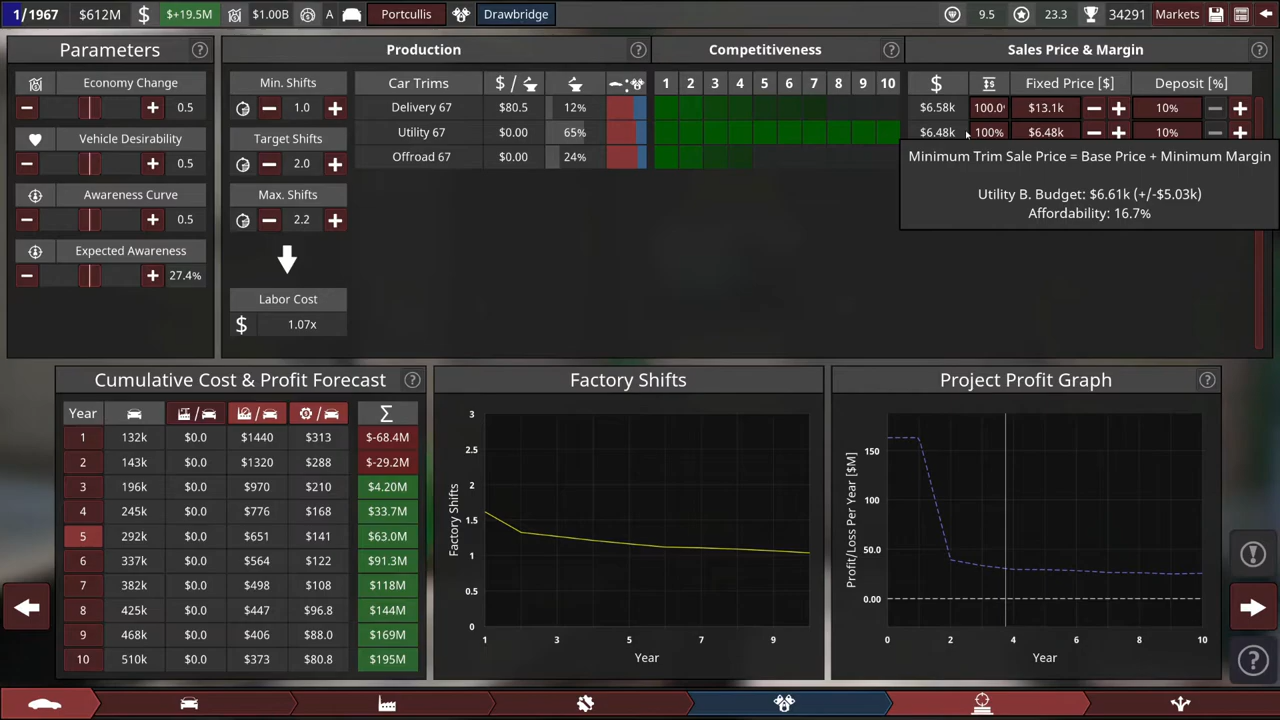 1/1967 $612M $+19.5M $1.00B A Portcullis Drawbridge 9.5 23.3 34291 Markets
Parameters ?
Economy Change
0.5
Vehicle Desirability
0.5
Awareness Curve
0.5
Expected Awareness
27.4%
Production ?
Min. Shifts
1.0
Target Shifts
2.0
Max. Shifts
2.2
Labor Cost
$ 1.07x
Car Trims $ /
Delivery 67 $80.5 12%
Utility 67 $0.00 65%
Offroad 67 $0.00 24%
Competitiveness ?
1 2 3 4 5 6 7 8 9 10
Sales Price & Margin ?
$ Fixed Price [$] Deposit [%]
$6.58k 100.0 $13.1k 10%
$6.48k 100% $6.48k 10%
Minimum Trim Sale Price = Base Price + Minimum Margin
Utility B. Budget: $6.61k (+/-$5.03k)
Affordability: 16.7%
Cumulative Cost & Profit Forecast ?
Year Σ
1 132k $0.0 $1440 $313 $-68.4M
2 143k $0.0 $1320 $288 $-29.2M
3 196k $0.0 $970 $210 $4.20M
4 245k $0.0 $776 $168 $33.7M
5 292k $0.0 $651 $141 $63.0M
6 337k $0.0 $564 $122 $91.3M
7 382k $0.0 $498 $108 $118M
8 425k $0.0 $447 $96.8 $144M
9 468k $0.0 $406 $88.0 $169M
10 510k $0.0 $373 $80.8 $195M
Factory Shifts
Factory Shifts
3
2.5
2
1.5
1
0.5
0
1 3 5 7 9
Year
Project Profit Graph ?
Profit/Loss Per Year [$M]
150
100
50.0
0.00
0 2 4 6 8 10
Year
!
?